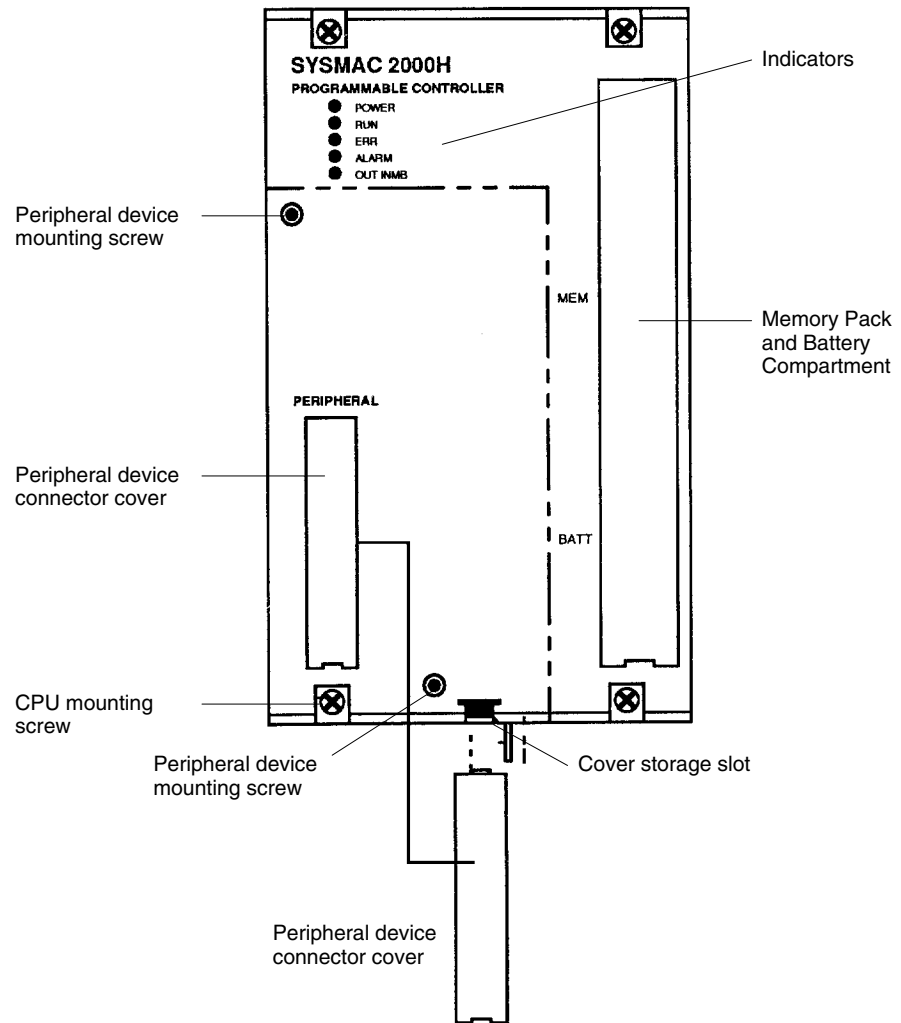 SYSMAC 2000H
PROGRAMMABLE CONTROLLER
POWER
RUN
ERR
ALARM
OUT INMB
Indicators
Peripheral device
mounting screw
MEM
Memory Pack
and Battery
Compartment
PERIPHERAL
Peripheral device
connector cover
BATT
CPU mounting
screw
Peripheral device
mounting screw
Cover storage slot
Peripheral device
connector cover